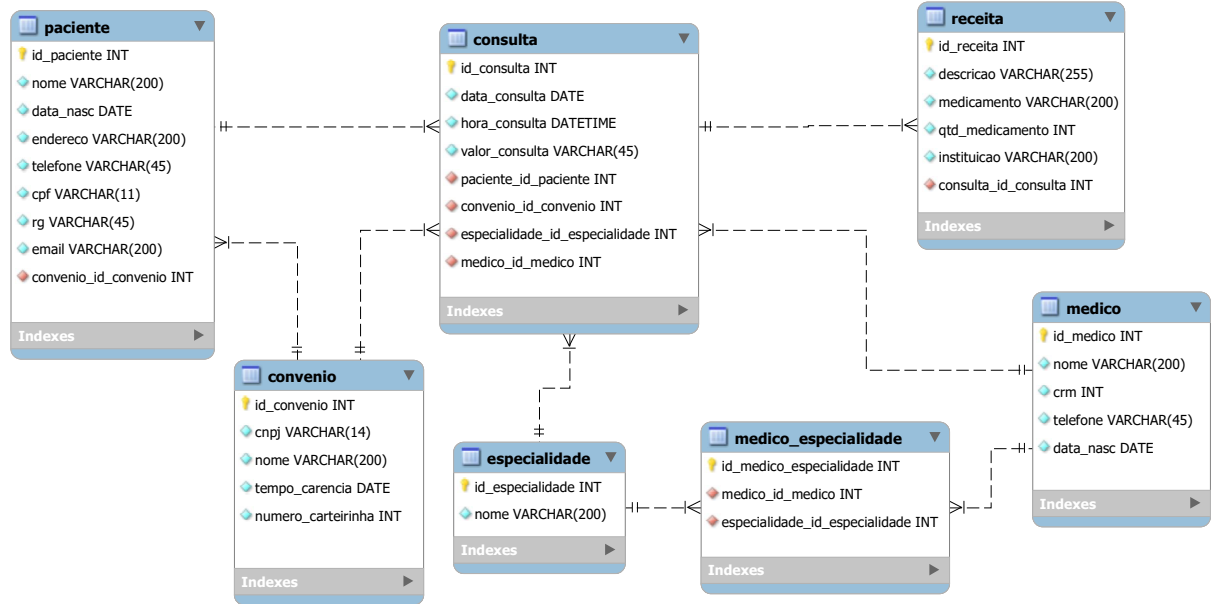 paciente
id_paciente INT
nome VARCHAR(200)
data_nasc DATE
endereco VARCHAR(200)
telefone VARCHAR(45)
cpf VARCHAR(11)
rg VARCHAR(45)
email VARCHAR(200)
convenio_id_convenio INT
Indexes
consulta
id_consulta INT
data_consulta DATE
hora_consulta DATETIME
valor_consulta VARCHAR(45)
paciente_id_paciente INT
convenio_id_convenio INT
especialidade_id_especialidade INT
medico_id_medico INT
Indexes
receita
id_receita INT
descricao VARCHAR(255)
medicamento VARCHAR(200)
qtd_medicamento INT
instituicao VARCHAR(200)
consulta_id_consulta INT
Indexes
convenio
id_convenio INT
cnpj VARCHAR(14)
nome VARCHAR(200)
tempo_carencia DATE
numero_carteirinha INT
Indexes
especialidade
id_especialidade INT
nome VARCHAR(200)
Indexes
medico_especialidade
id_medico_especialidade INT
medico_id_medico INT
especialidade_id_especialidade INT
Indexes
medico
id_medico INT
nome VARCHAR(200)
crm INT
telefone VARCHAR(45)
data_nasc DATE
Indexes